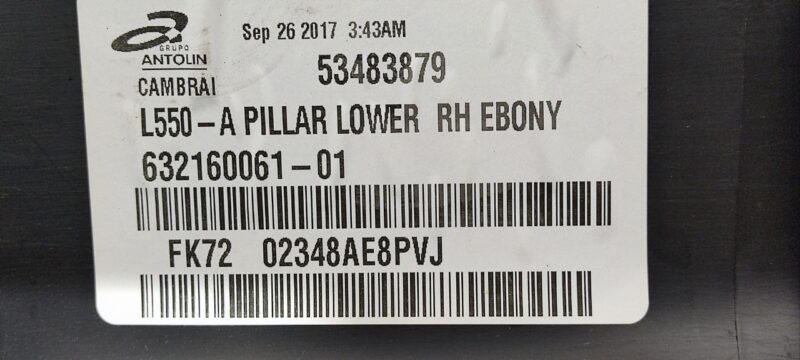 Sep 26 2017 3:43AM
GRUPO
ANTOLIN
53483879
CAMBRAI
L550-A PILLAR LOWER RH EBONY
632160061-01
FK72 02348AE8PVJ